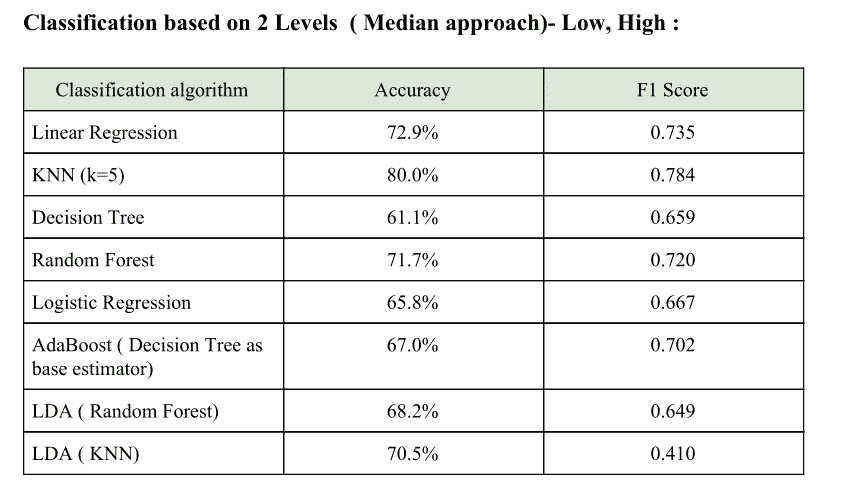 Classification based on 2 Levels ( Median approach)- Low, High :
Classification algorithm Accuracy F1 Score
Linear Regression 72.9% 0.735
KNN (k=5) 80.0% 0.784
Decision Tree 61.1% 0.659
Random Forest 71.7% 0.720
Logistic Regression 65.8% 0.667
AdaBoost ( Decision Tree as 67.0% 0.702
base estimator)
LDA ( Random Forest) 68.2% 0.649
LDA ( KNN) 70.5% 0.410